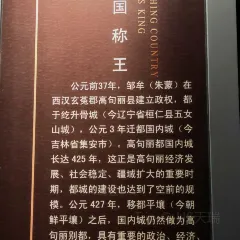 HING COUNTRY
S KING
国称王
公元前37年，邹牟（朱蒙）在
西汉玄菟郡高句丽县建立政权，都
于纥升骨城（今辽宁省桓仁县五女
山城），公元3年迁都国内城（今
吉林省集安市）。高句丽都国内城
长达425年，这正是高句丽经济发
展、社会稳定、疆域扩大的重要时
期，都城的建设也达到了空前的规
模。公元427年，移都平壤（今朝
鲜平壤）之后，国内城仍然做为高
句丽别都，具有重要的政治、经济、